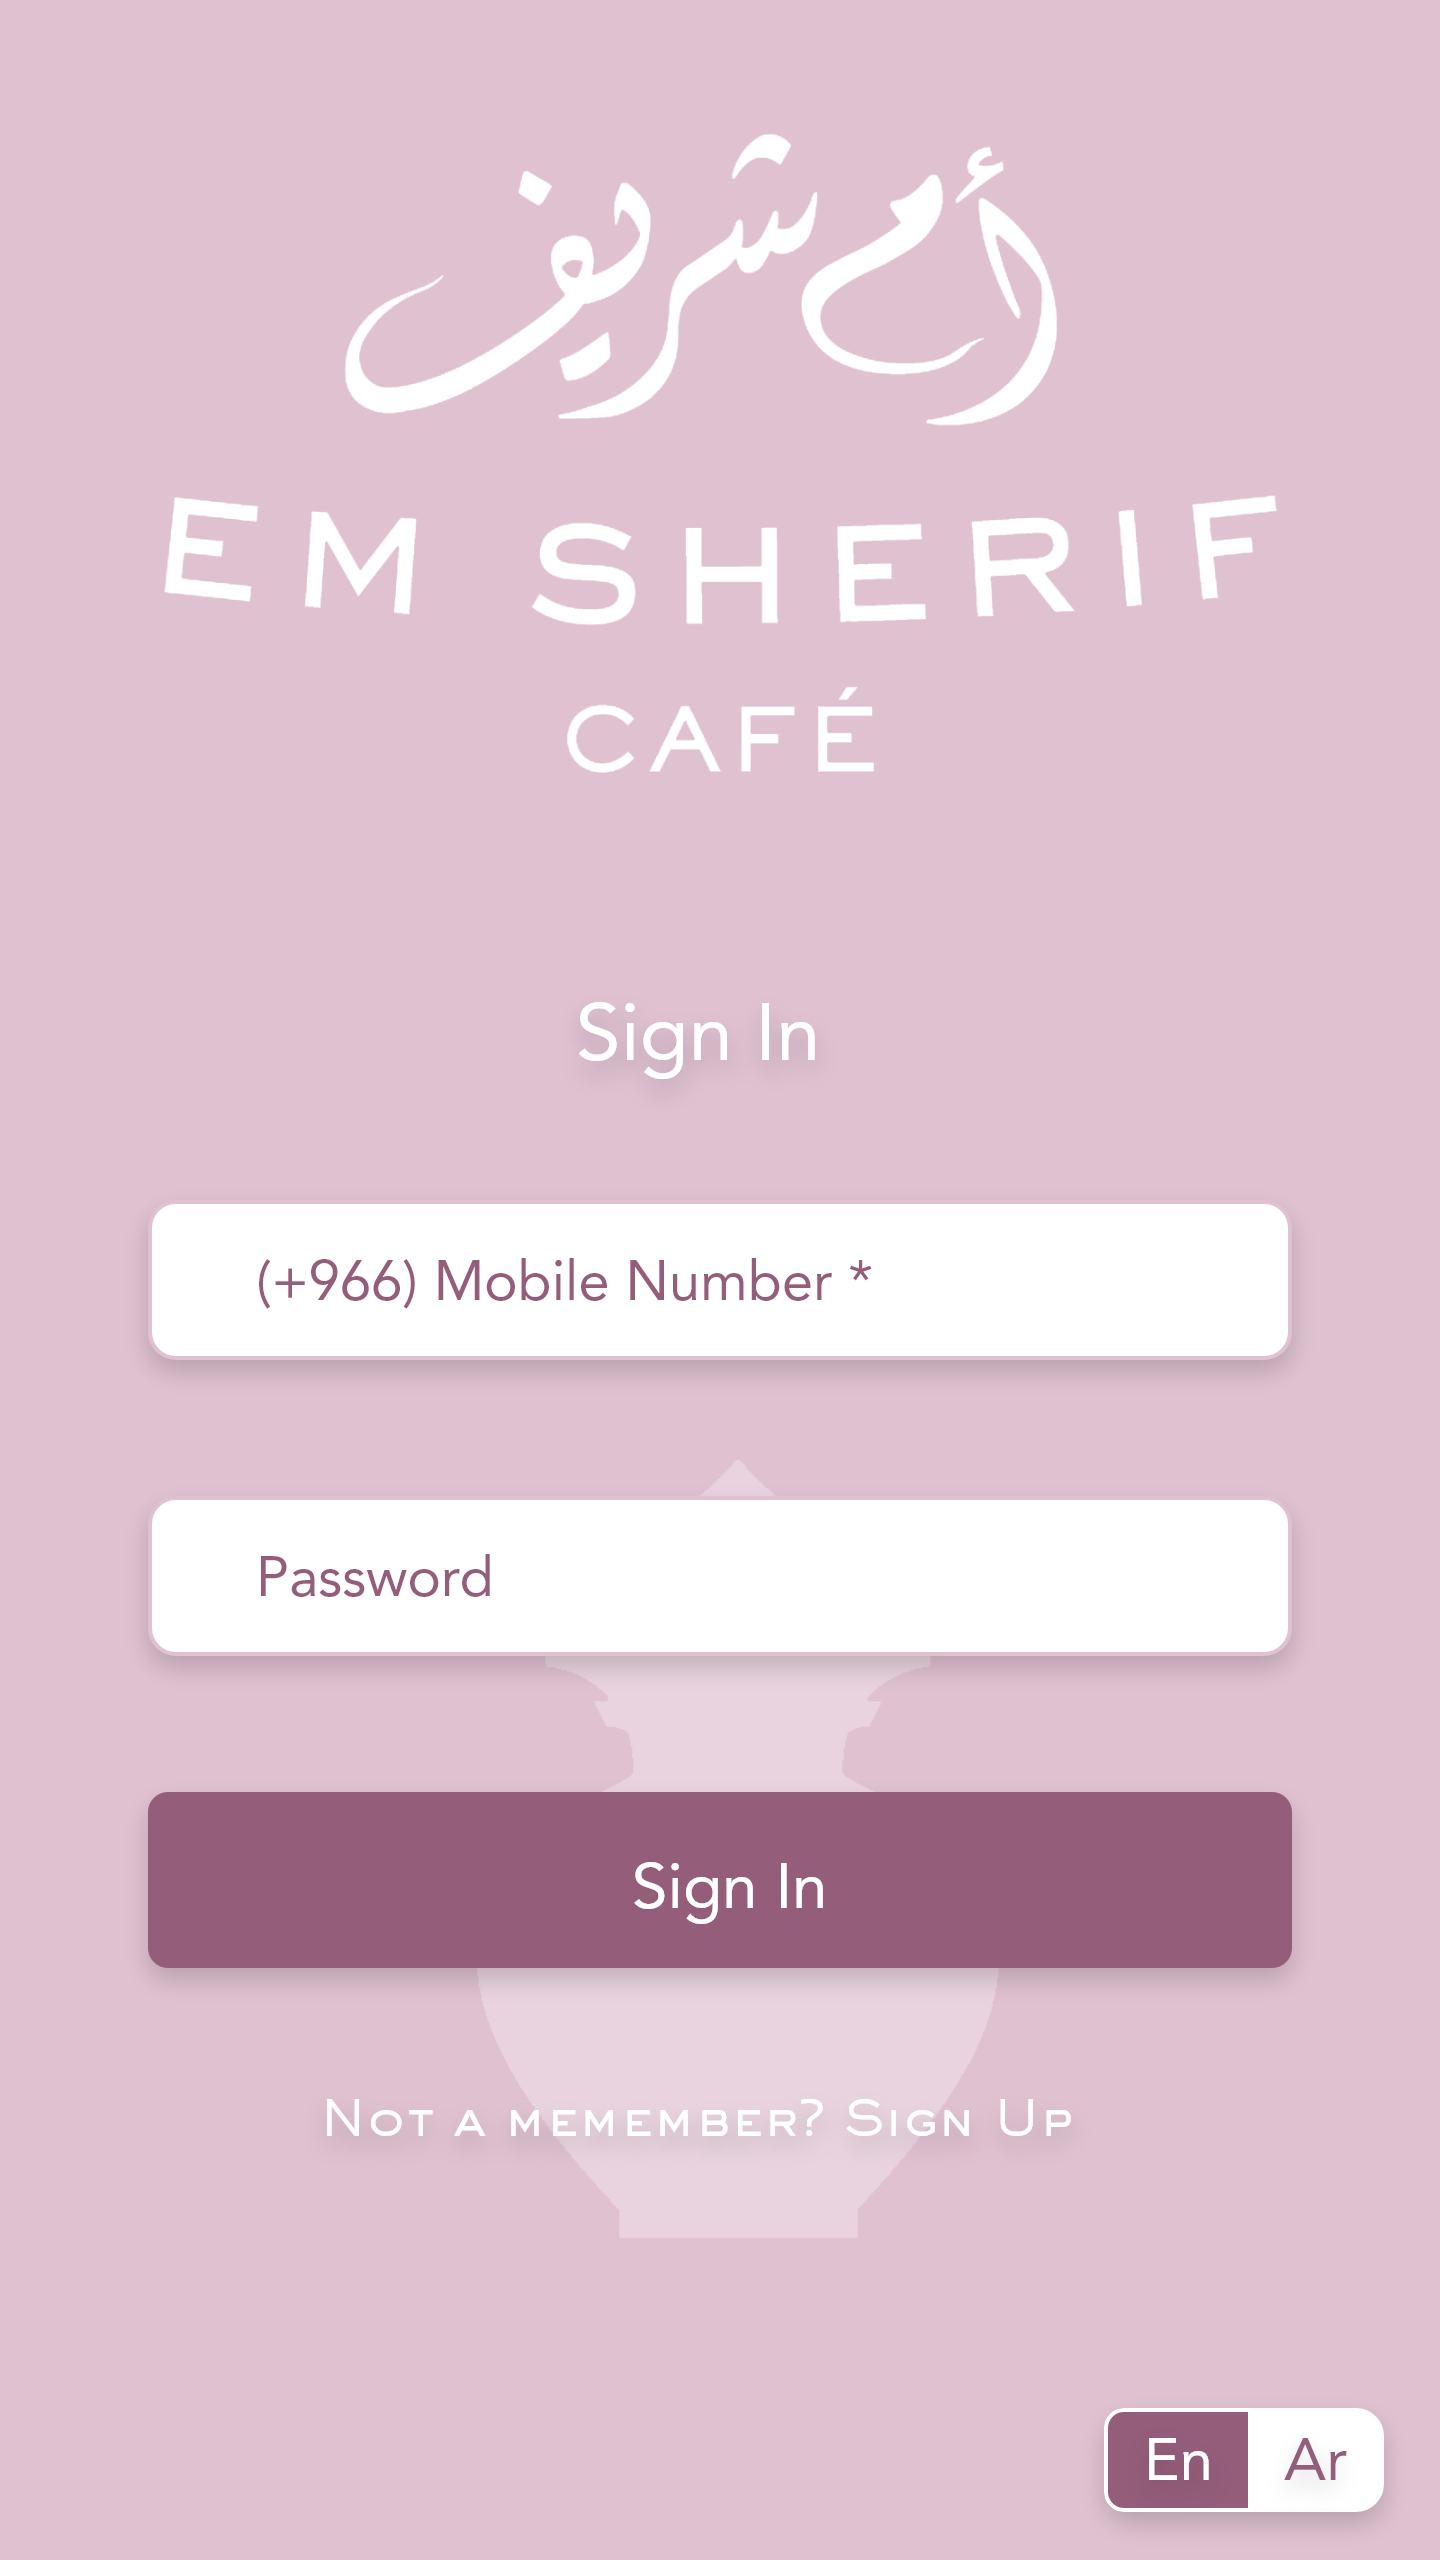 أم شريف
EM SHERIF
CAFÉ
Sign In
(+966) Mobile Number *
Password
Sign In
NOT A MEMEMBER? SIGN UP
En Ar